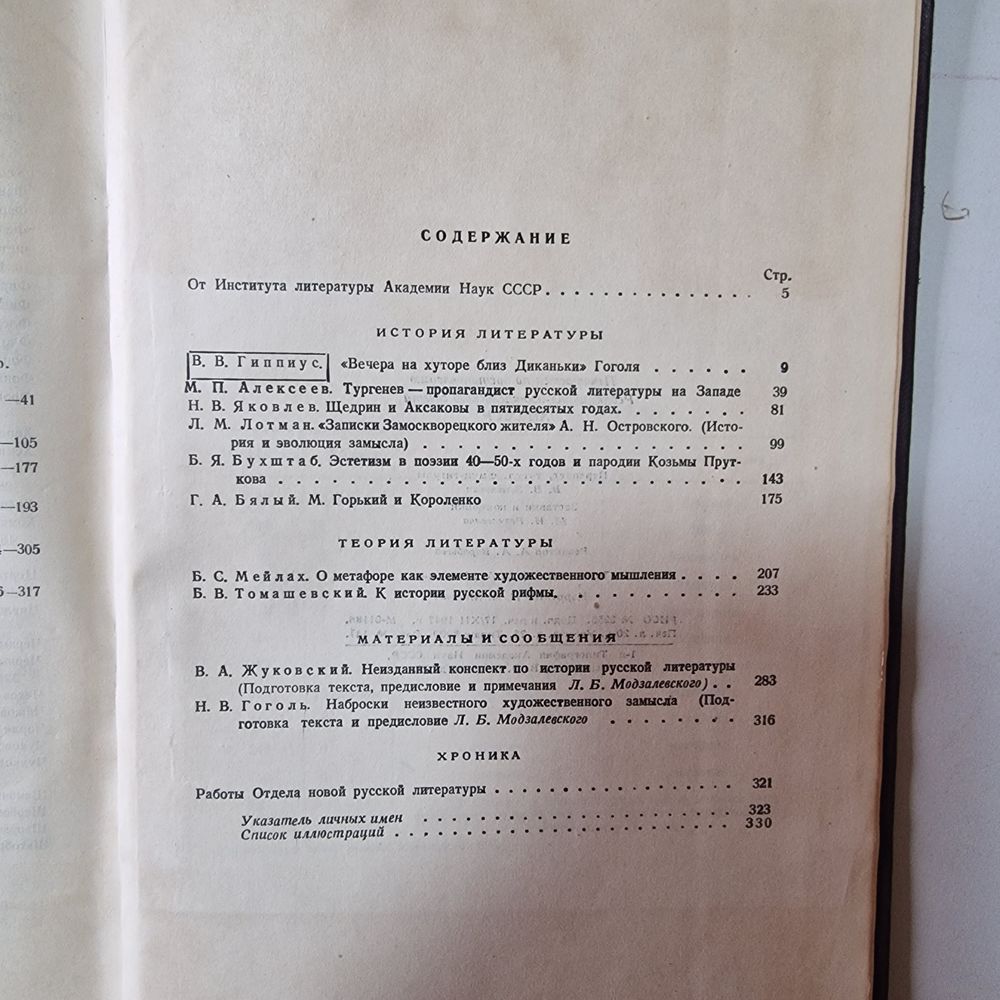 СОДЕРЖАНИЕ
Стр.
От Института литературы Академии Наук СССР. . . . . . . . . . . . . . . 5
ИСТОРИЯ ЛИТЕРАТУРЫ
В. В. Гиппиус. «Вечера на хуторе близ Диканьки» Гоголя . . . . . . 9
М. П. Алексеев. Тургенев — пропагандист русской литературы на Западе 39
Н. В. Яковлев. Щедрин и Аксаковы в пятидесятых годах. . . . . . . . 81
Л. М. Лотман. «Записки Замоскворецкого жителя» А. Н. Островского. (Исто-
рия и эволюция замысла) . . . . . . . . . . . . . . . . . 99
Б. Я. Бухштаб. Эстетизм в поэзии 40—50-х годов и пародии Козьмы Прут-
кова . . . . . . . . . . . . . . . . . . . . . . . . . 143
Г. А. Бялый. М. Горький и Короленко 175
ТЕОРИЯ ЛИТЕРАТУРЫ
Б. С. Мейлах. О метафоре как элементе художественного мышления . . . . 207
Б. В. Томашевский. К истории русской рифмы. . . . . . . . . . . 233
МАТЕРИАЛЫ И СООБЩЕНИЯ
В. А. Жуковский. Неизданный конспект по истории русской литературы
(Подготовка текста, предисловие и примечания Л. Б. Модзалевского) . . 283
Н. В. Гоголь. Наброски неизвестного художественного замысла (Под-
готовка текста и предисловие Л. Б. Модзалевского . . . . . . . . 316
ХРОНИКА
Работы Отдела новой русской литературы . . . . . . . . . . . . . . . 321
Указатель личных имен . . . . . . . . . . . . . . . . . . . 323
Список иллюстраций . . . . . . . . . . . . . . . . . . . . . 330
—41
—105
—177
—193
—305
—317